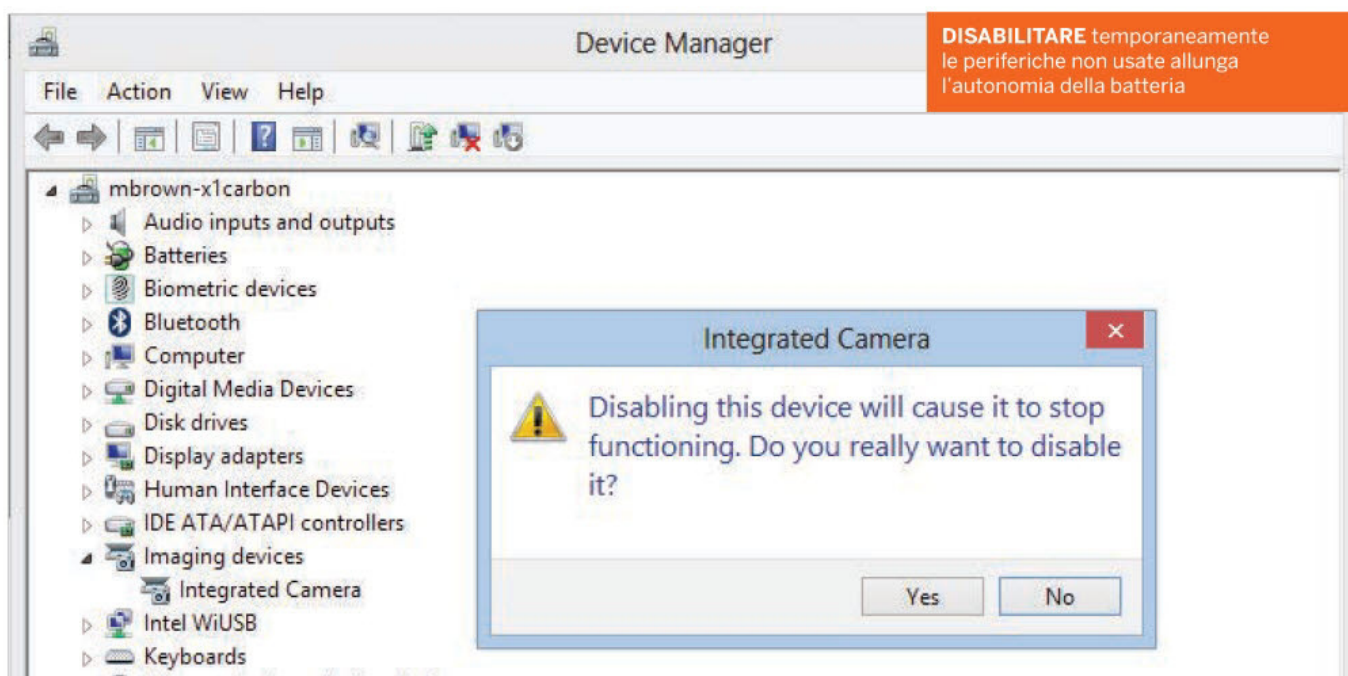 Device Manager
DISABILITARE temporaneamente
le periferiche non usate allunga
l'autonomia della batteria
File Action View Help
mbrown-x1carbon
Audio inputs and outputs
Batteries
Biometric devices
Bluetooth
Computer
Digital Media Devices
Disk drives
Display adapters
Human Interface Devices
IDE ATA/ATAPI controllers
Imaging devices
Integrated Camera
Intel WiUSB
Keyboards
Integrated Camera
Disabling this device will cause it to stop
functioning. Do you really want to disable
it?
Yes No